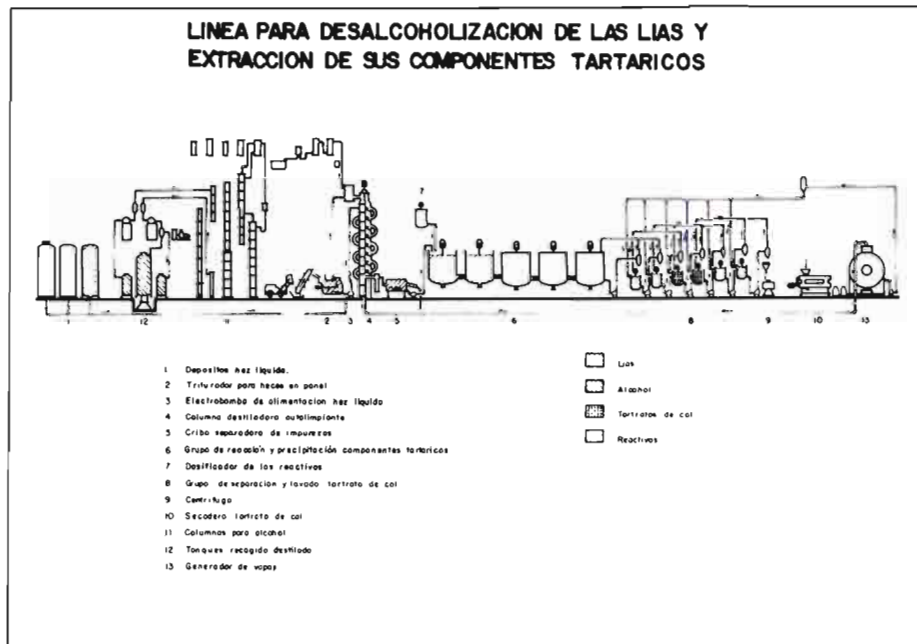 LINEA PARA DESALCOHOLIZACION DE LAS LIAS Y
EXTRACCION DE SUS COMPONENTES TARTARICOS
7
1 12 11 2 3 4 5 6 8 9 10 13
1 Depositos hez líquida.
2 Triturador para heces en panel
3 Electrobomba de alimentacion hez líquida
4 Columna destiladora autolimpiante
5 Criba separadora de impurezas
6 Grupo de reacción y precipitación componentes tartaricos
7 Dosificador de los reactivos
8 Grupo de separacion y lavado tartrato de cal
9 Centrifuga
10 Secadero tartrato de cal
11 Columnas para alcohol
12 Tanques recogida destilado
13 Generador de vapor
Lias
Alcohol
Tartratos de cal
Reactivos